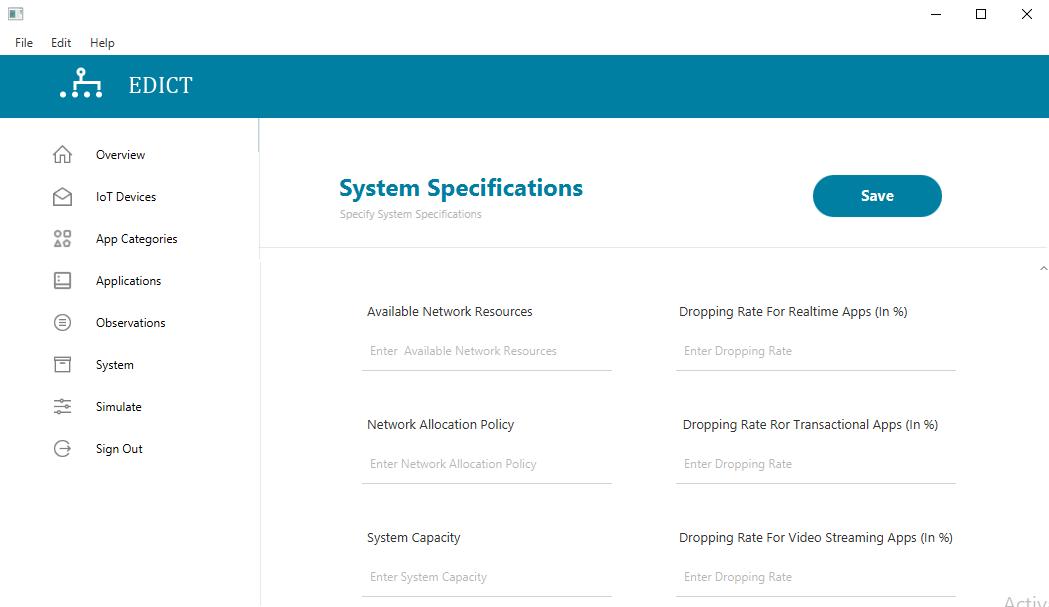 File Edit Help
EDICT
Overview
IoT Devices
App Categories
Applications
Observations
System
Simulate
Sign Out
System Specifications
Specify System Specifications
Save
Available Network Resources
Enter  Available Network Resources
Dropping Rate For Realtime Apps (In %)
Enter Dropping Rate
Network Allocation Policy
Enter Network Allocation Policy
Dropping Rate Ror Transactional Apps (In %)
Enter Dropping Rate
System Capacity
Enter System Capacity
Dropping Rate For Video Streaming Apps (In %)
Enter Dropping Rate
Activ